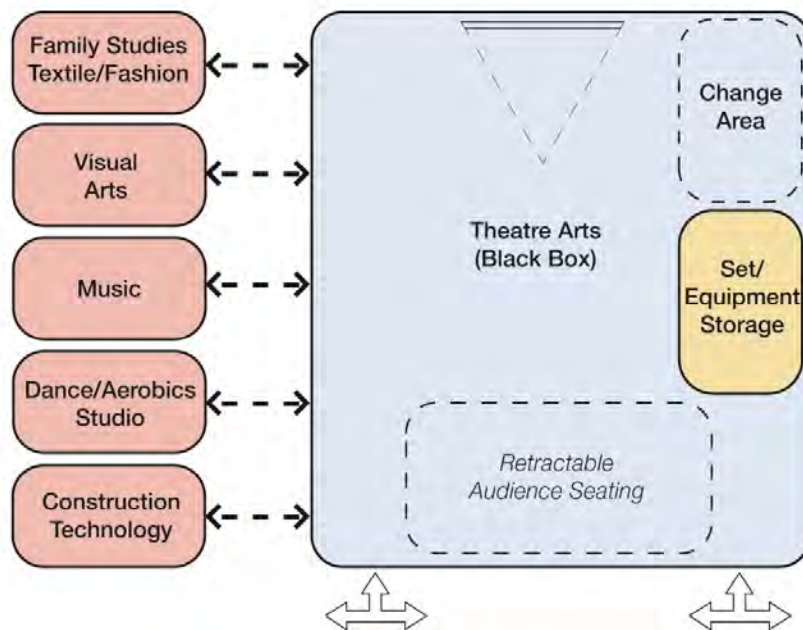 Family Studies
Textile/Fashion
Visual
Arts
Music
Dance/Aerobics
Studio
Construction
Technology
Theatre Arts
(Black Box)
Change
Area
Set/
Equipment
Storage
Retractable
Audience Seating